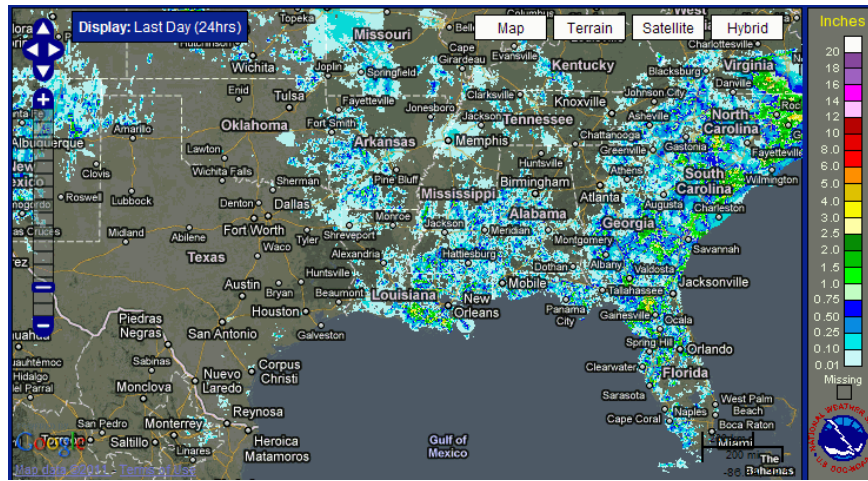 Display: Last Day (24hrs)
Map
Terrain
Satellite
Hybrid
Inches
20
18
16
14
12
10
8.0
6.0
5.0
4.0
3.0
2.5
2.0
1.5
1.0
0.75
0.50
0.25
0.10
0.01
Missing
Topeka
Missouri
Columbus
Charlottesville
Hutchinson
Wichita
Joplin
Springfield
Cape
Girardeau
Evansville
Kentucky
Blacksburg
Virginia
Enid
Tulsa
Fayetteville
Jonesboro
Clarksville
Knoxville
Johnson City
Danville
Amarillo
Oklahoma
Fort Smith
Jackson
Tennessee
Asheville
North
Carolina
Albuquerque
Arkansas
Memphis
Chattanooga
Greenville
Gastonia
Fayetteville
Clovis
Lawton
Huntsville
Athens
South
Carolina
Wilmington
Roswell
Lubbock
Wichita Falls
Sherman
Pine Bluff
Mississippi
Birmingham
Atlanta
Augusta
Charleston
Denton
Dallas
Monroe
Alabama
Georgia
Midland
Abilene
Fort Worth
Tyler
Shreveport
Jackson
Meridian
Montgomery
Savannah
Texas
Waco
Alexandria
Hattiesburg
Dothan
Albany
Valdosta
Huntsville
Austin
Bryan
Beaumont
Louisiana
New
Orleans
Mobile
Tallahassee
Jacksonville
Piedras
Negras
San Antonio
Houston
Galveston
Panama
City
Gainesville
Ocala
Sabinas
Spring Hill
Orlando
Hidalgo
del Parral
Monclova
Nuevo
Laredo
Corpus
Christi
Clearwater
Florida
Sarasota
West Palm
Beach
San Pedro
Monterrey
Reynosa
Cape Coral
Naples
Boca Raton
Saltillo
Linares
Heroica
Matamoros
Gulf of
Mexico
Miami
The
Bahamas
200 mi
Google
Terms of Use